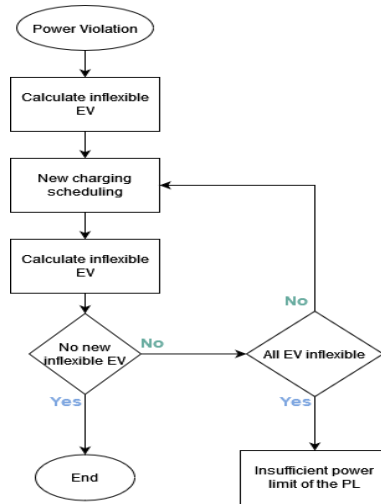 Power Violation
Calculate inflexible
EV
New charging
scheduling
Calculate inflexible
EV
No
No new
inflexible EV
No
All EV inflexible
Yes
Yes
End
Insufficient power
limit of the PL